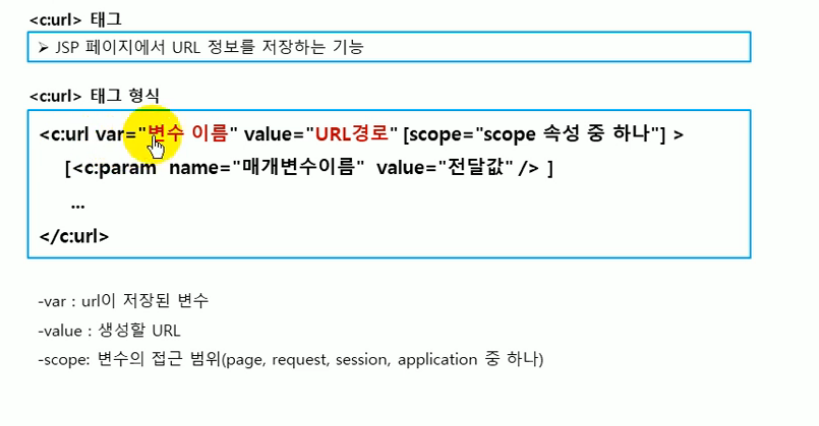 <c:url> 태그
➢ JSP 페이지에서 URL 정보를 저장하는 기능
<c:url> 태그 형식
<c:url var="변수 이름" value="URL경로" [scope="scope 속성 중 하나"] >
[<c:param name="매개변수이름" value="전달값" /> ]
...
</c:url>
-var : url이 저장된 변수
-value : 생성할 URL
-scope: 변수의 접근 범위(page, request, session, application 중 하나)